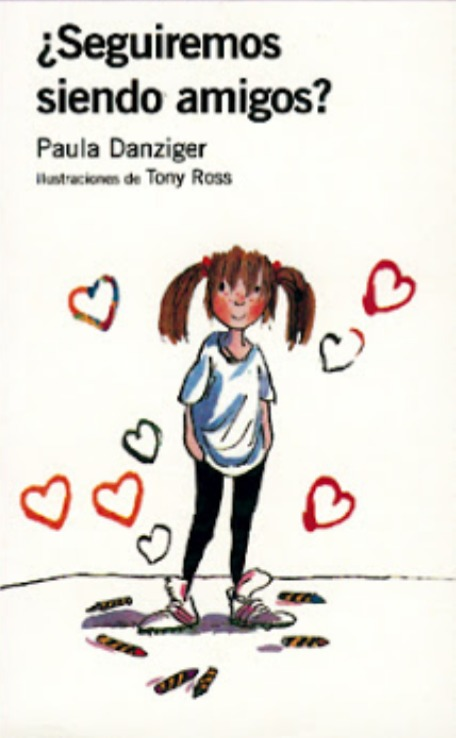 ¿Seguiremos
siendo amigos?
Paula Danziger
ilustraciones de Tony Ross